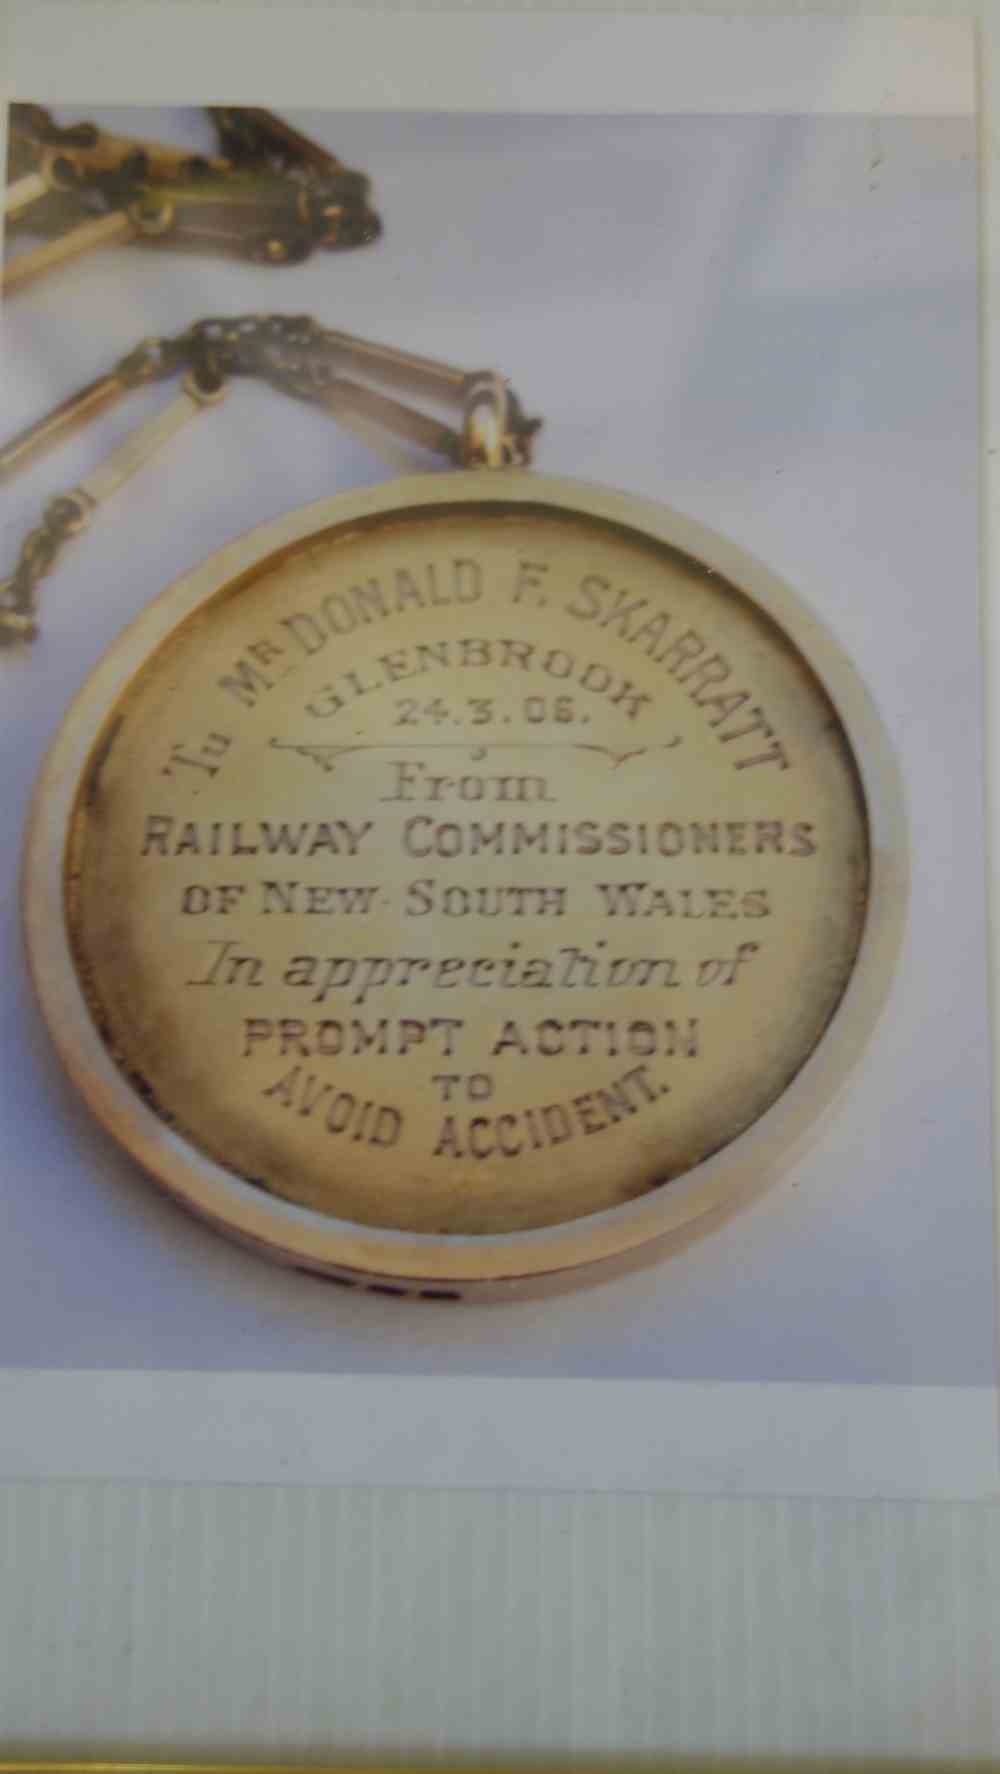 To Mr DONALD F. SKARRATT
GLENBROOK
24.3.06.
From
RAILWAY COMMISSIONERS
OF NEW SOUTH WALES
In appreciation of
PROMPT ACTION
TO
AVOID ACCIDENT.